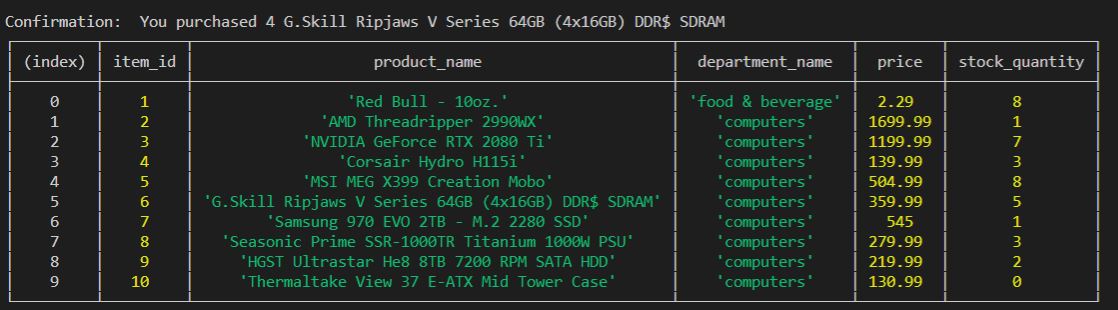 Confirmation:  You purchased 4 G.Skill Ripjaws V Series 64GB (4x16GB) DDR$ SDRAM
(index) item_id product_name department_name price stock_quantity
0 1 'Red Bull - 10oz.' 'food & beverage' 2.29 8
1 2 'AMD Threadripper 2990WX' 'computers' 1699.99 1
2 3 'NVIDIA GeForce RTX 2080 Ti' 'computers' 1199.99 7
3 4 'Corsair Hydro H115i' 'computers' 139.99 3
4 5 'MSI MEG X399 Creation Mobo' 'computers' 504.99 8
5 6 'G.Skill Ripjaws V Series 64GB (4x16GB) DDR$ SDRAM' 'computers' 359.99 5
6 7 'Samsung 970 EVO 2TB - M.2 2280 SSD' 'computers' 545 1
7 8 'Seasonic Prime SSR-1000TR Titanium 1000W PSU' 'computers' 279.99 3
8 9 'HGST Ultrastar He8 8TB 7200 RPM SATA HDD' 'computers' 219.99 2
9 10 'Thermaltake View 37 E-ATX Mid Tower Case' 'computers' 130.99 0